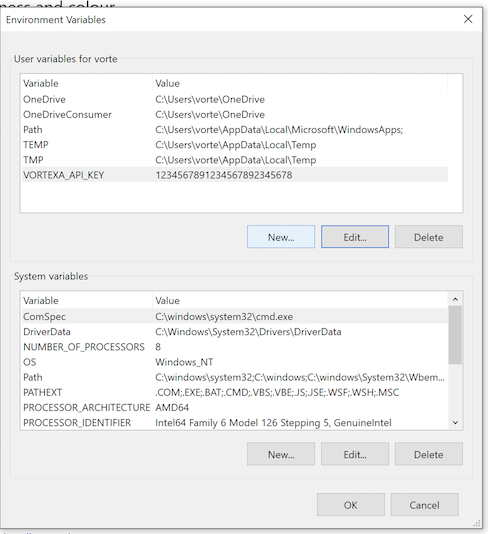 ness and colour
Environment Variables
User variables for vorte
Variable Value
OneDrive C:\Users\vorte\OneDrive
OneDriveConsumer C:\Users\vorte\OneDrive
Path C:\Users\vorte\AppData\Local\Microsoft\WindowsApps;
TEMP C:\Users\vorte\AppData\Local\Temp
TMP C:\Users\vorte\AppData\Local\Temp
VORTEXA_API_KEY 1234567891234567892345678
New... Edit... Delete
System variables
Variable Value
ComSpec C:\windows\system32\cmd.exe
DriverData C:\Windows\System32\Drivers\DriverData
NUMBER_OF_PROCESSORS 8
OS Windows_NT
Path C:\windows\system32;C:\windows;C:\windows\System32\Wbem...
PATHEXT .COM;.EXE;.BAT;.CMD;.VBS;.VBE;.JS;.JSE;.WSF;.WSH;.MSC
PROCESSOR_ARCHITECTURE AMD64
PROCESSOR_IDENTIFIER Intel64 Family 6 Model 126 Stepping 5, GenuineIntel
New... Edit... Delete
OK Cancel